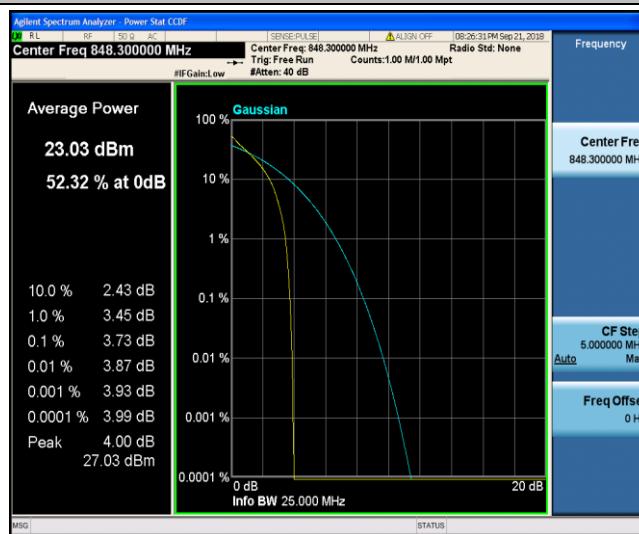 Agilent Spectrum Analyzer - Power Stat CCDF
RL RF 50 Ω AC SENSE:PULSE ALIGN OFF 08:26:31 PM Sep 21, 2018
Center Freq 848.300000 MHz
Center Freq: 848.300000 MHz Radio Std: None
Trig: Free Run Counts:1.00 M/1.00 Mpt
#IFGain:Low #Atten: 40 dB
Frequency
Average Power
23.03 dBm
52.32 % at 0dB
10.0 % 2.43 dB
1.0 % 3.45 dB
0.1 % 3.73 dB
0.01 % 3.87 dB
0.001 % 3.93 dB
0.0001 % 3.99 dB
Peak 4.00 dB
27.03 dBm
Gaussian
100 %
10 %
1 %
0.1 %
0.01 %
0.001 %
0.0001 %
0 dB 20 dB
Info BW 25.000 MHz
Center Fre
848.300000 MH
CF Ste
5.000000 MH
Auto Ma
Freq Offse
0 H
MSG STATUS